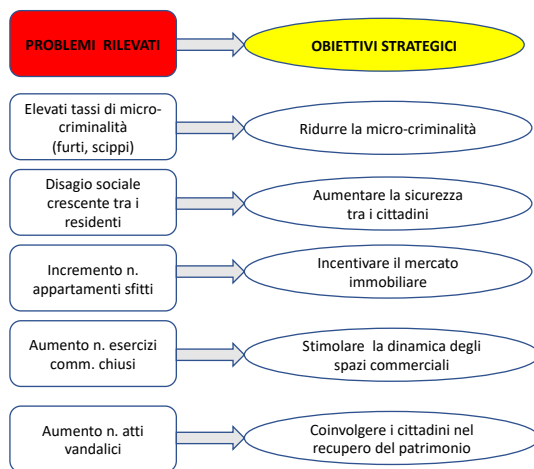 PROBLEMI RILEVATI
OBIETTIVI STRATEGICI
Elevati tassi di micro-
criminalità
(furti, scippi)
Ridurre la micro-criminalità
Disagio sociale
crescente tra i
residenti
Aumentare la sicurezza
tra i cittadini
Incremento n.
appartamenti sfitti
Incentivare il mercato
immobiliare
Aumento n. esercizi
comm. chiusi
Stimolare la dinamica degli
spazi commerciali
Aumento n. atti
vandalici
Coinvolgere i cittadini nel
recupero del patrimonio